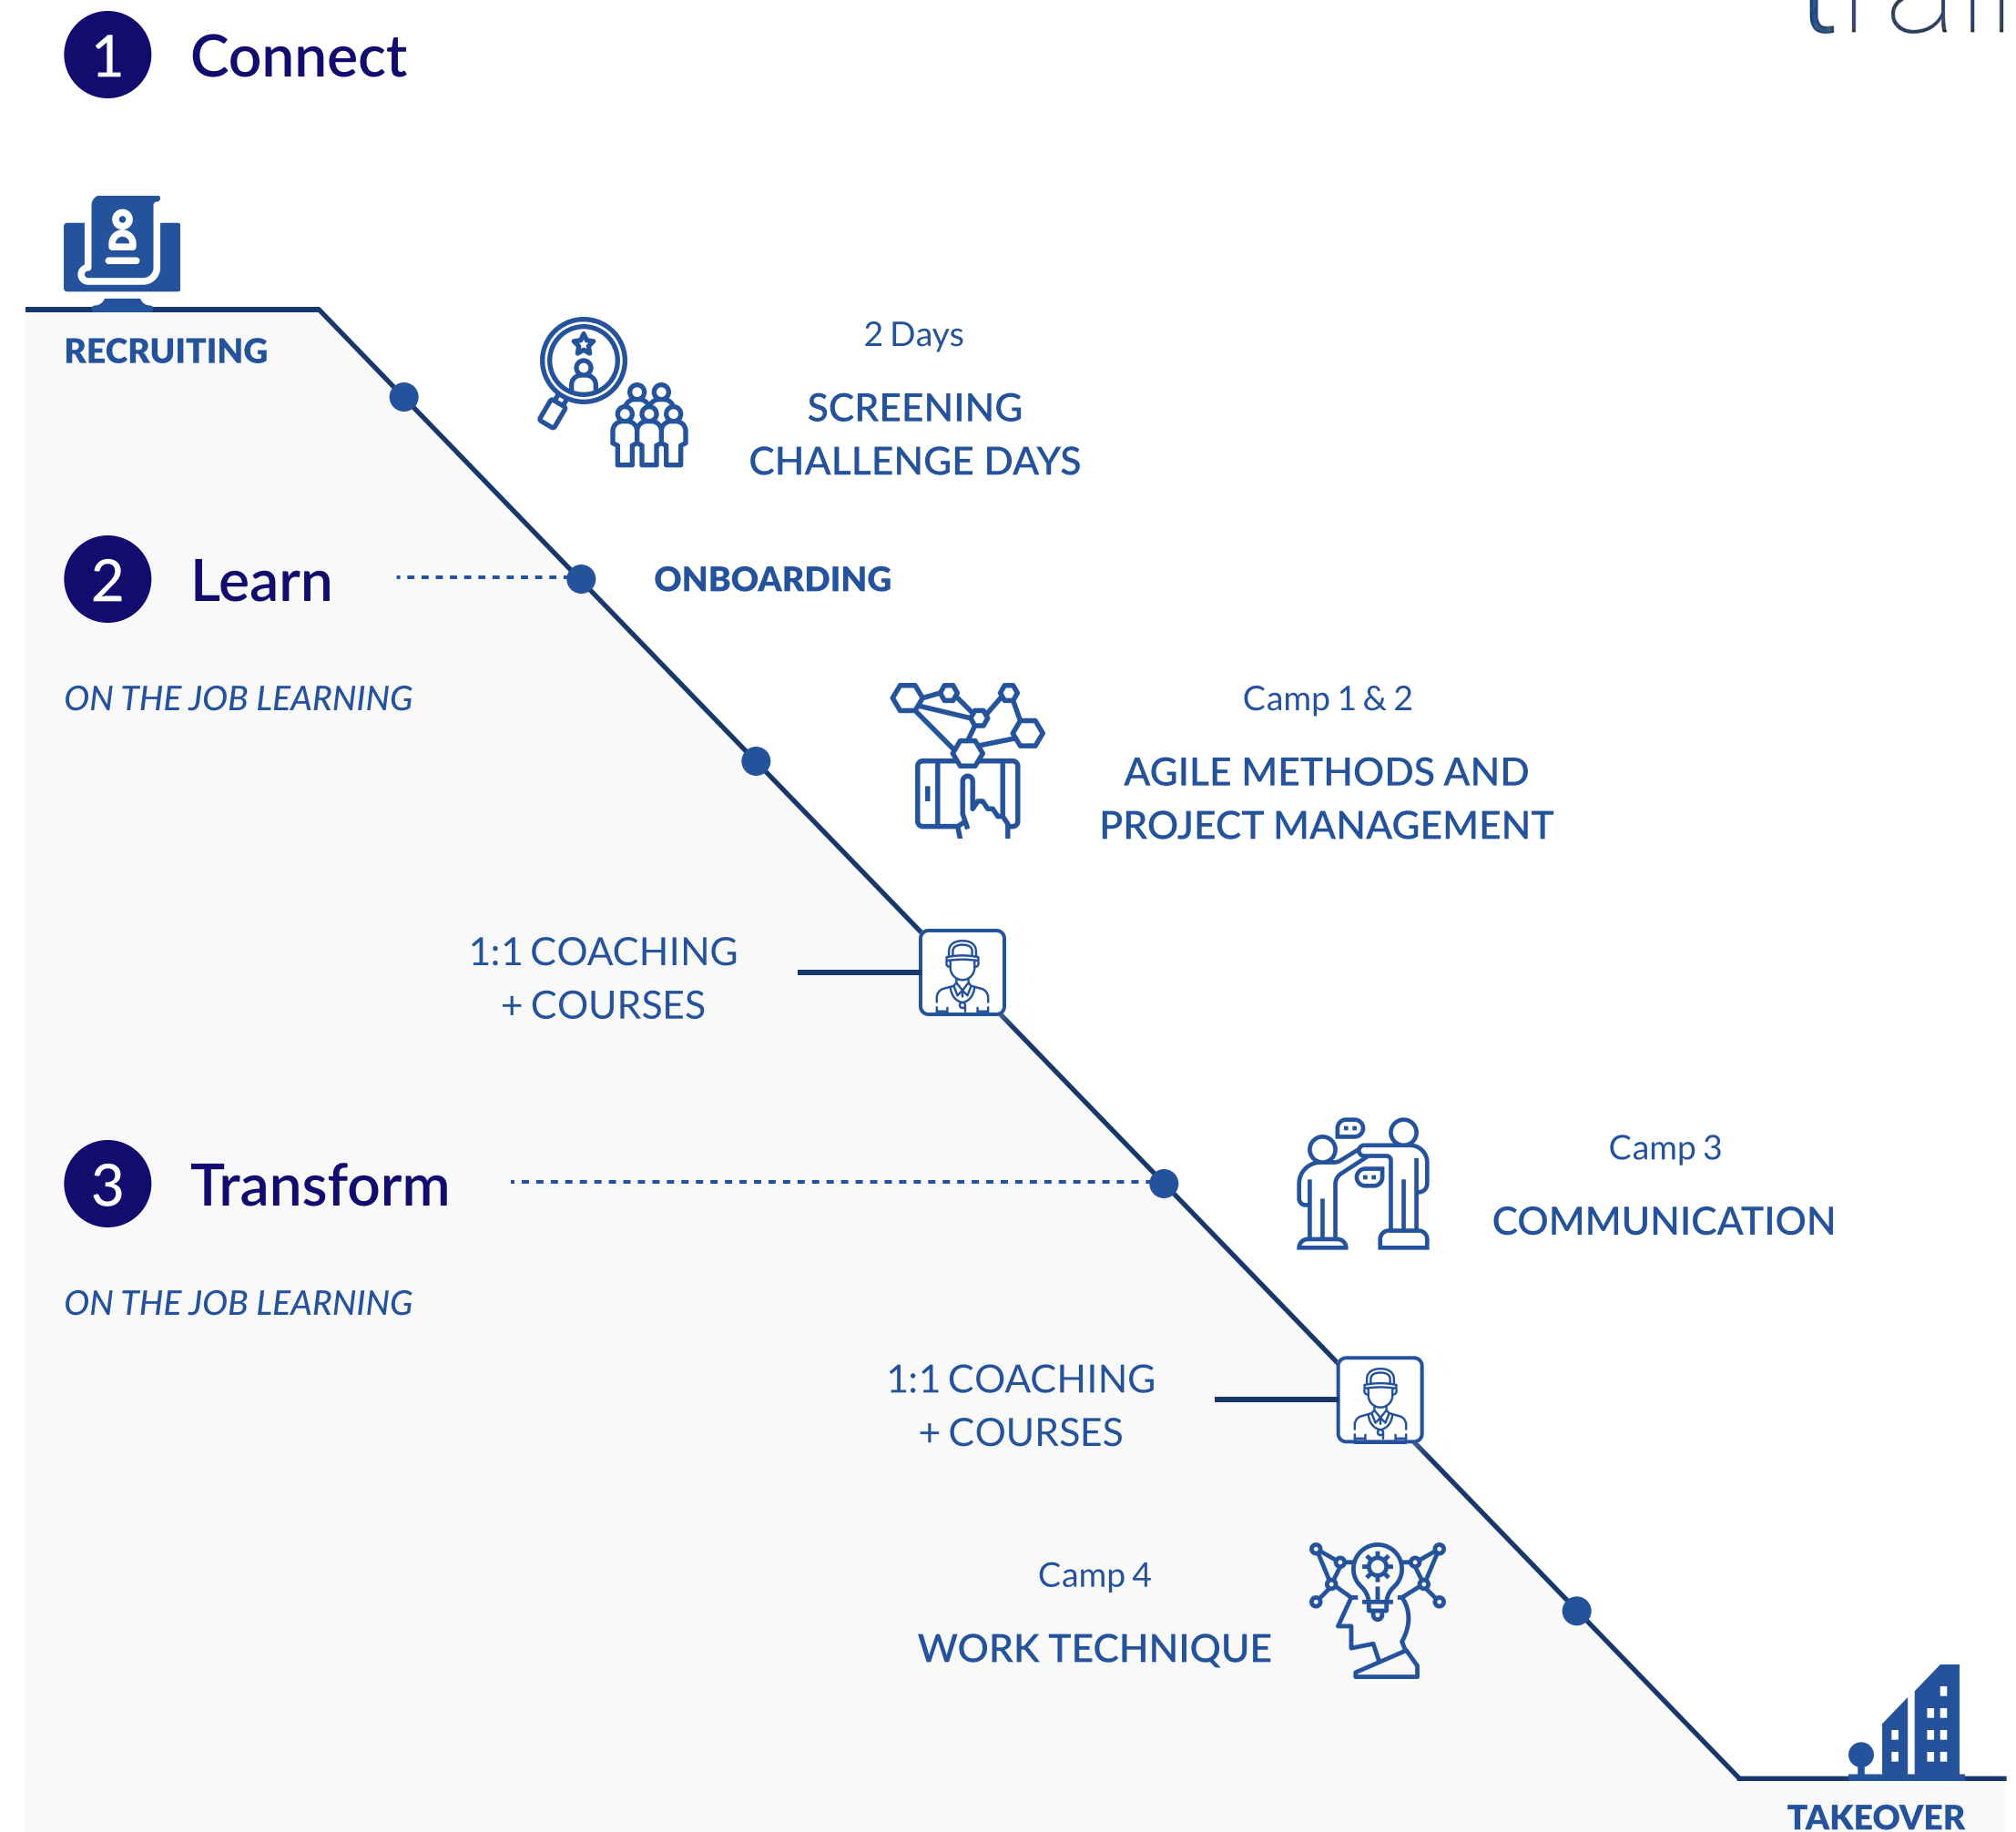 1 Connect
RECRUITING
2 Days
SCREENING
CHALLENGE DAYS
2 Learn
ONBOARDING
ON THE JOB LEARNING
Camp 1 & 2
AGILE METHODS AND
PROJECT MANAGEMENT
1:1 COACHING
+ COURSES
3 Transform
Camp 3
COMMUNICATION
ON THE JOB LEARNING
1:1 COACHING
+ COURSES
Camp 4
WORK TECHNIQUE
TAKEOVER